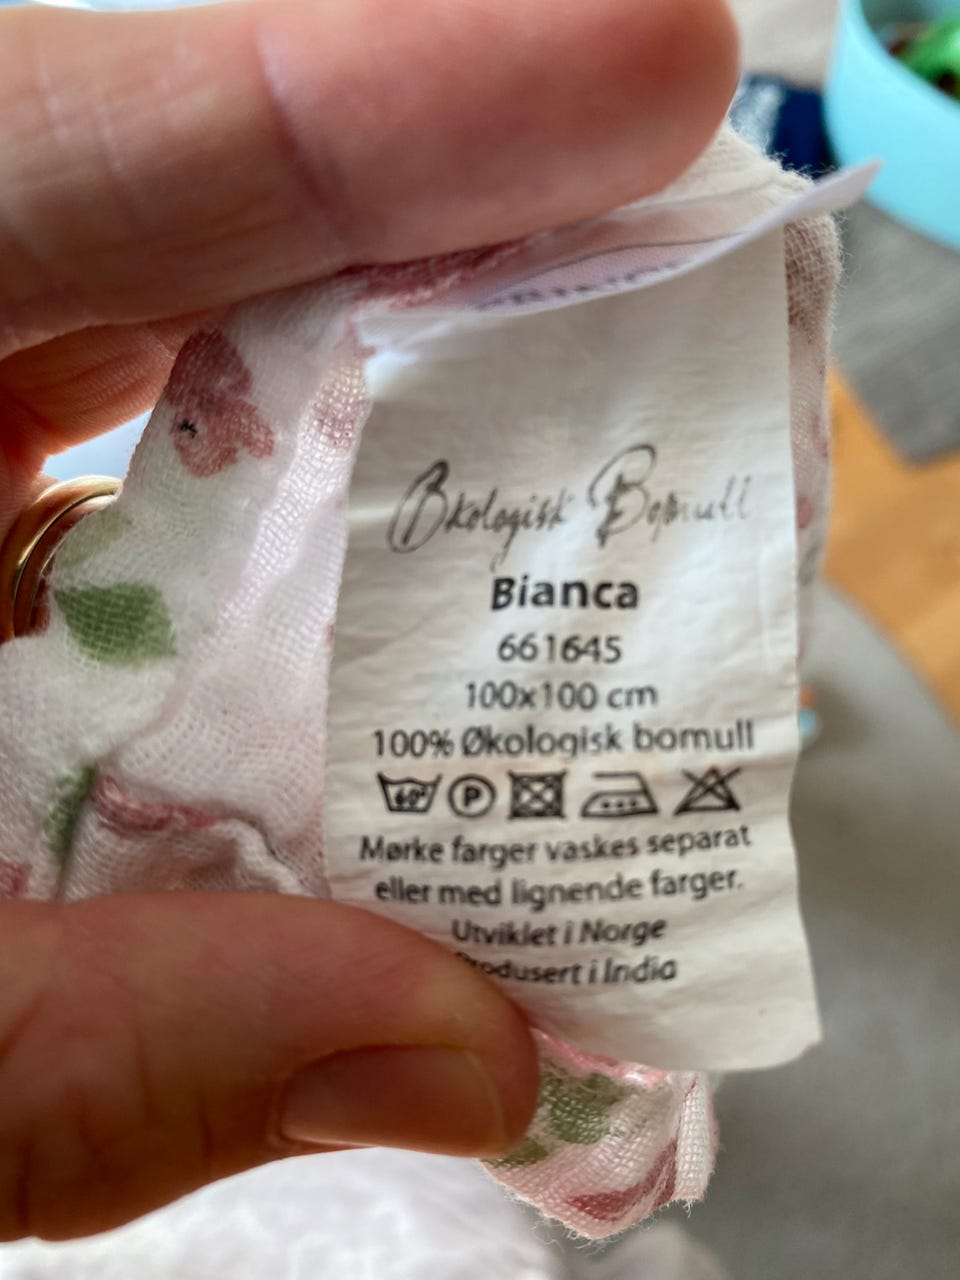 Økologisk Bomull
Bianca
661645
100x100 cm
100% Økologisk bomull
60° P
Mørke farger vaskes separat
eller med lignende farger.
Utviklet i Norge
Produsert i India